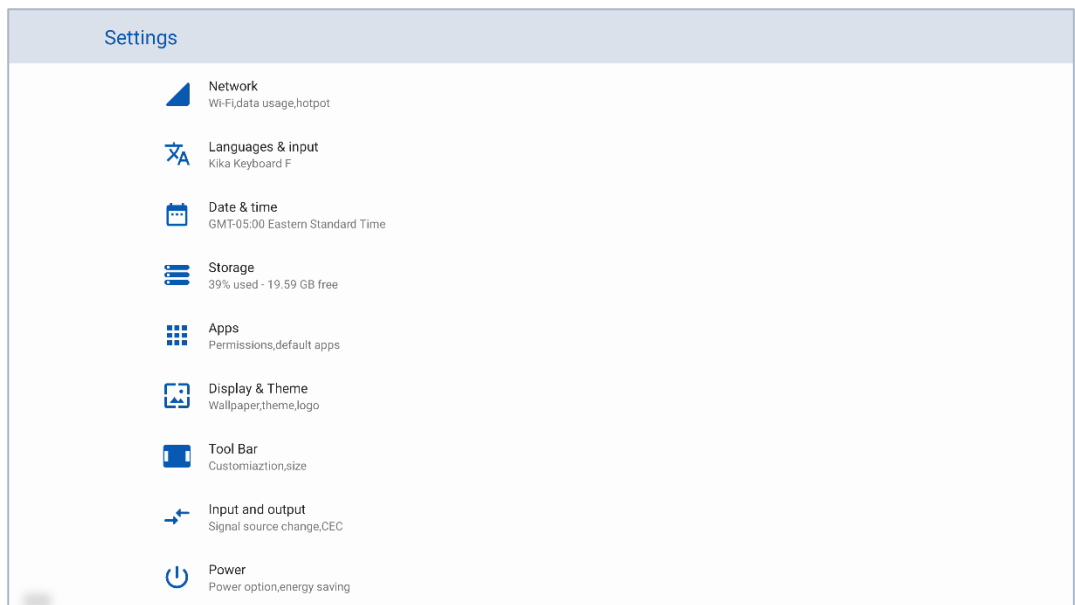 Settings
Network
Wi-Fi,data usage,hotpot
Languages & input
Kika Keyboard F
Date & time
GMT-05:00 Eastern Standard Time
Storage
39% used - 19.59 GB free
Apps
Permissions,default apps
Display & Theme
Wallpaper,theme,logo
Tool Bar
Customiaztion,size
Input and output
Signal source change,CEC
Power
Power option,energy saving